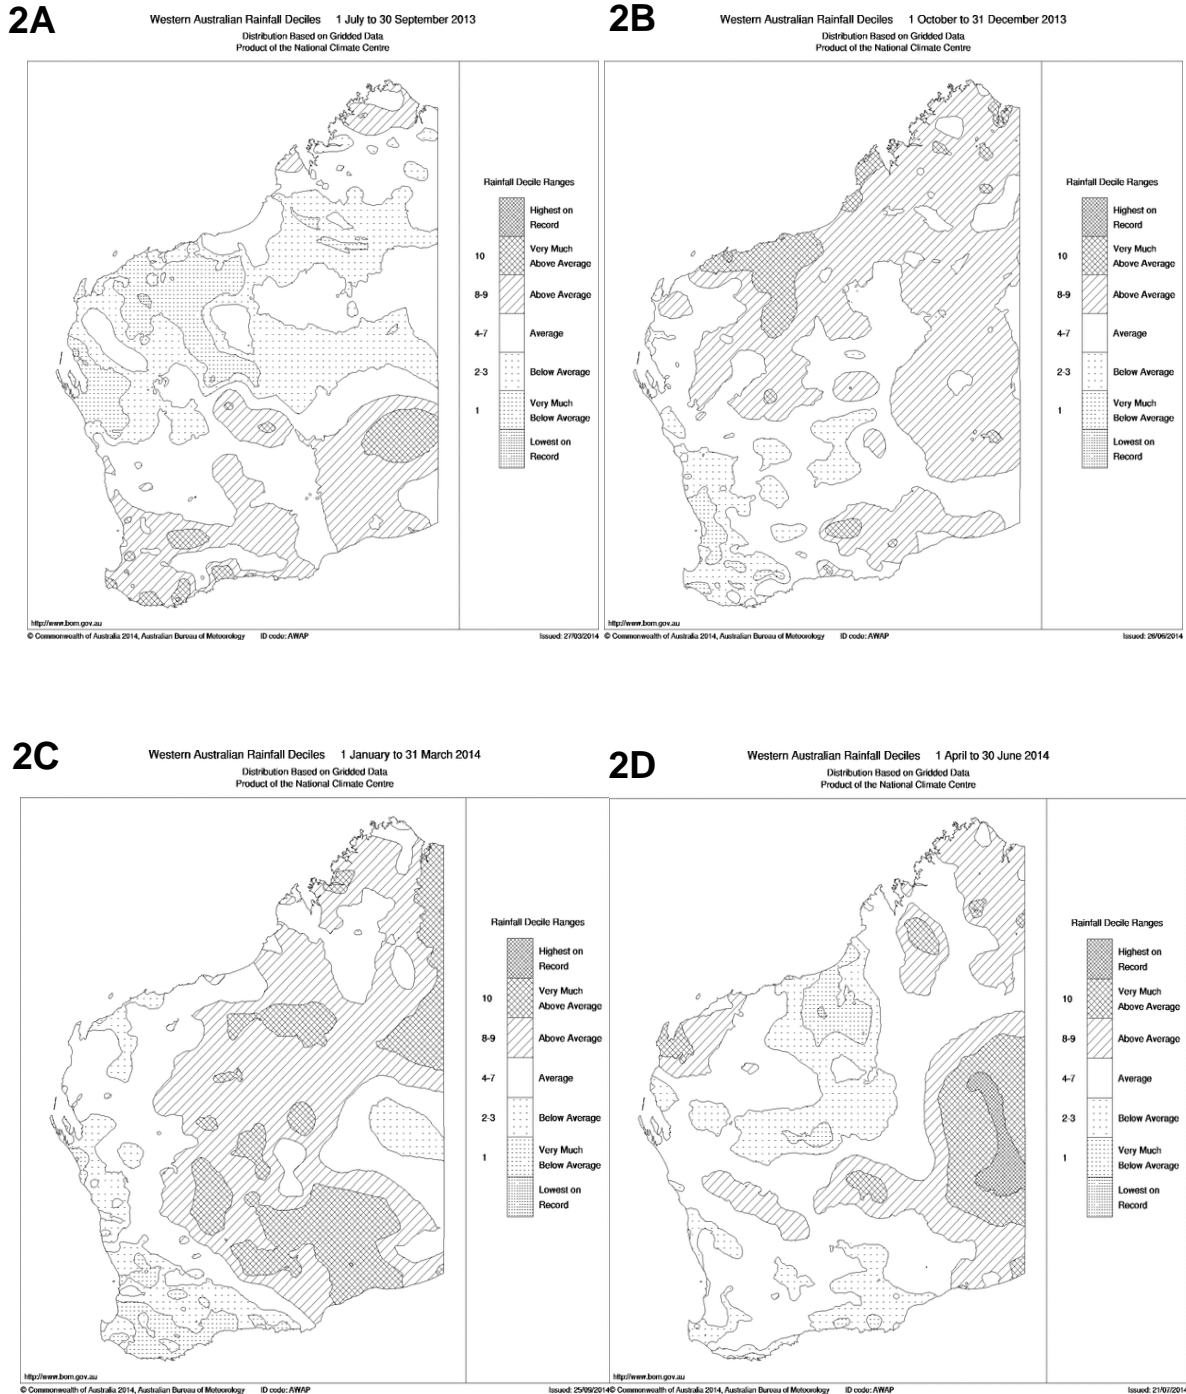 2A
Western Australian Rainfall Deciles 1 July to 30 September 2013
Distribution Based on Gridded Data
Product of the National Climate Centre
Rainfall Decile Ranges
Highest on
Record
10 Very Much
Above Average
8-9 Above Average
4-7 Average
2-3 Below Average
1 Very Much
Below Average
Lowest on
Record
http://www.bom.gov.au
© Commonwealth of Australia 2014, Australian Bureau of Meteorology ID code: AWAP Issued: 27/03/2014
2B
Western Australian Rainfall Deciles 1 October to 31 December 2013
Distribution Based on Gridded Data
Product of the National Climate Centre
Rainfall Decile Ranges
Highest on
Record
10 Very Much
Above Average
8-9 Above Average
4-7 Average
2-3 Below Average
1 Very Much
Below Average
Lowest on
Record
http://www.bom.gov.au
© Commonwealth of Australia 2014, Australian Bureau of Meteorology ID code: AWAP Issued: 26/06/2014
2C
Western Australian Rainfall Deciles 1 January to 31 March 2014
Distribution Based on Gridded Data
Product of the National Climate Centre
Rainfall Decile Ranges
Highest on
Record
10 Very Much
Above Average
8-9 Above Average
4-7 Average
2-3 Below Average
1 Very Much
Below Average
Lowest on
Record
http://www.bom.gov.au
© Commonwealth of Australia 2014, Australian Bureau of Meteorology ID code: AWAP Issued: 25/09/2014
2D
Western Australian Rainfall Deciles 1 April to 30 June 2014
Distribution Based on Gridded Data
Product of the National Climate Centre
Rainfall Decile Ranges
Highest on
Record
10 Very Much
Above Average
8-9 Above Average
4-7 Average
2-3 Below Average
1 Very Much
Below Average
Lowest on
Record
http://www.bom.gov.au
© Commonwealth of Australia 2014, Australian Bureau of Meteorology ID code: AWAP Issued: 21/07/2014